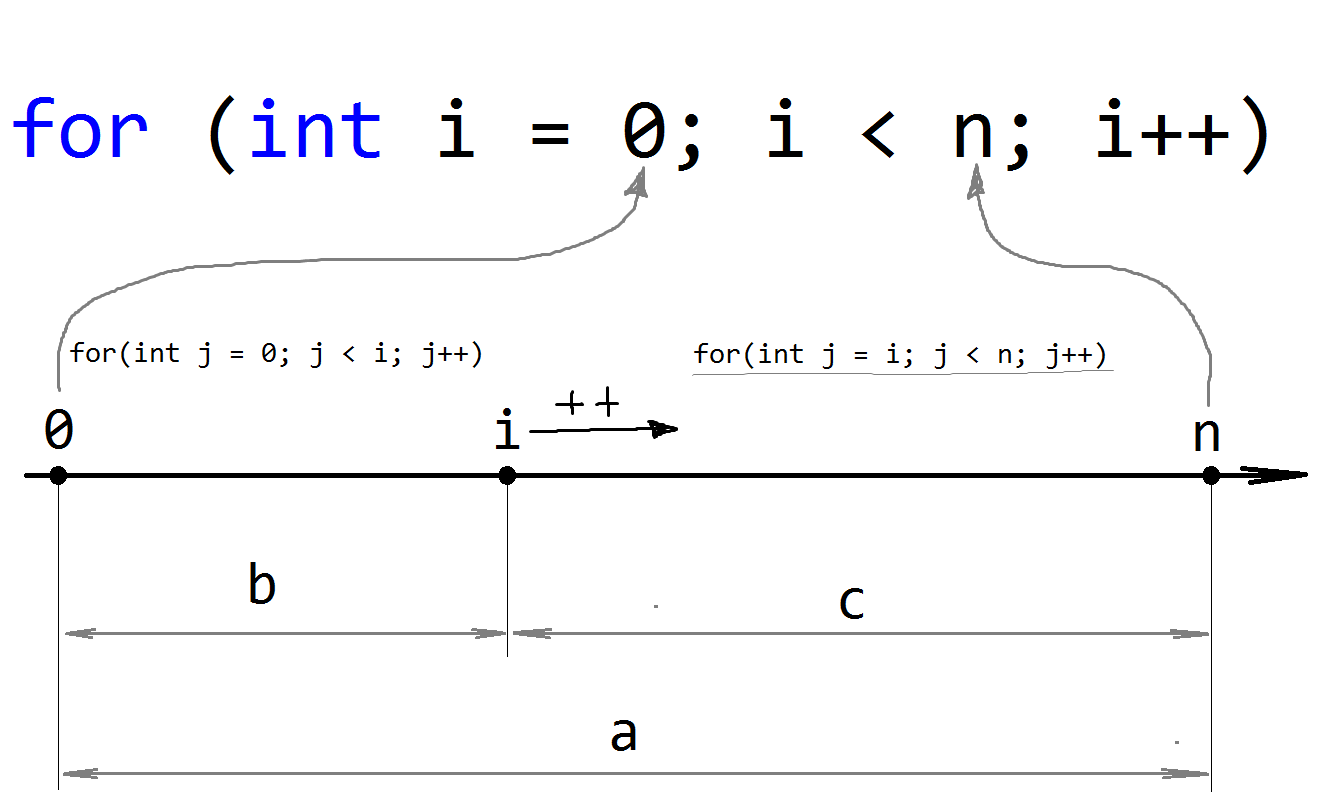 for (int i = 0; i < n; i++)
for(int j = 0; j < i; j++) for(int j = i; j < n; j++)
++
0 i n
b c
a